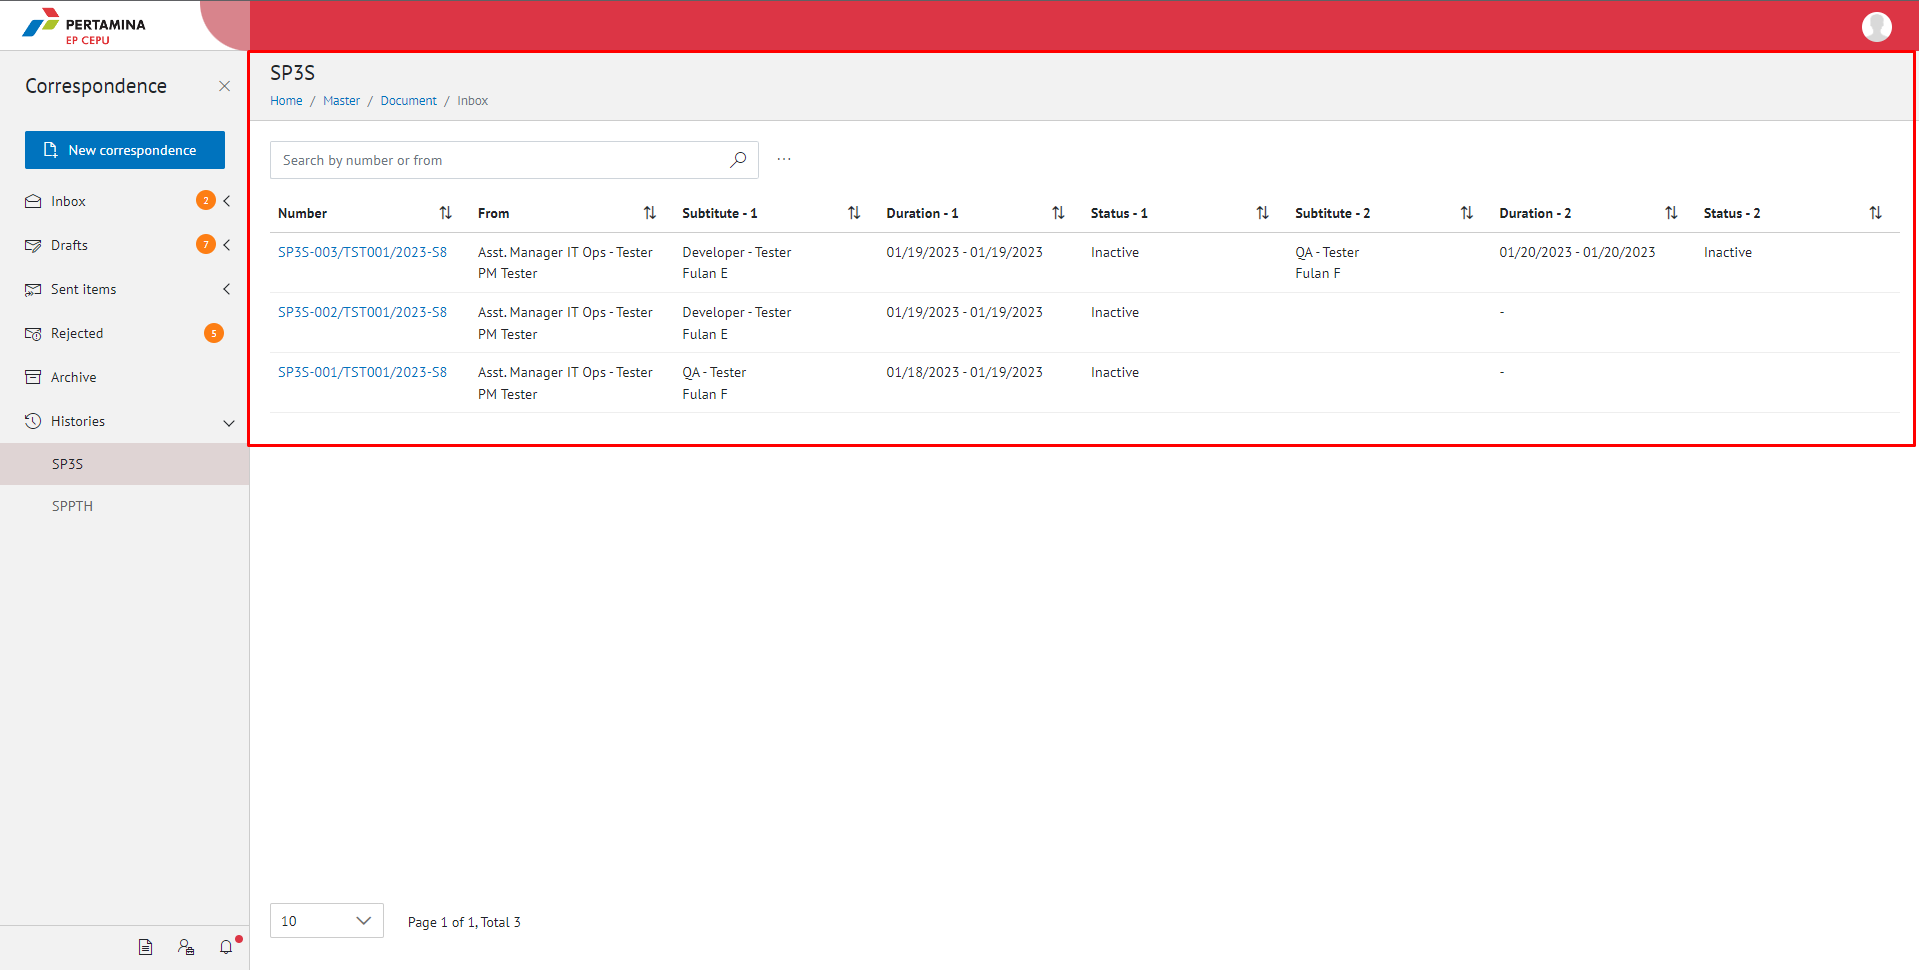 PERTAMINA
EP CEPU
Correspondence
New correspondence
Inbox 2
Drafts 7
Sent items
Rejected 5
Archive
Histories
SP3S
SPPTH
SP3S
Home / Master / Document / Inbox
Search by number or from ...
Number From Subtitute - 1 Duration - 1 Status - 1 Subtitute - 2 Duration - 2 Status - 2
SP3S-003/TST001/2023-S8 Asst. Manager IT Ops - Tester Developer - Tester 01/19/2023 - 01/19/2023 Inactive QA - Tester 01/20/2023 - 01/20/2023 Inactive
PM Tester Fulan E Fulan F
SP3S-002/TST001/2023-S8 Asst. Manager IT Ops - Tester Developer - Tester 01/19/2023 - 01/19/2023 Inactive -
PM Tester Fulan E
SP3S-001/TST001/2023-S8 Asst. Manager IT Ops - Tester QA - Tester 01/18/2023 - 01/19/2023 Inactive -
PM Tester Fulan F
10 Page 1 of 1, Total 3